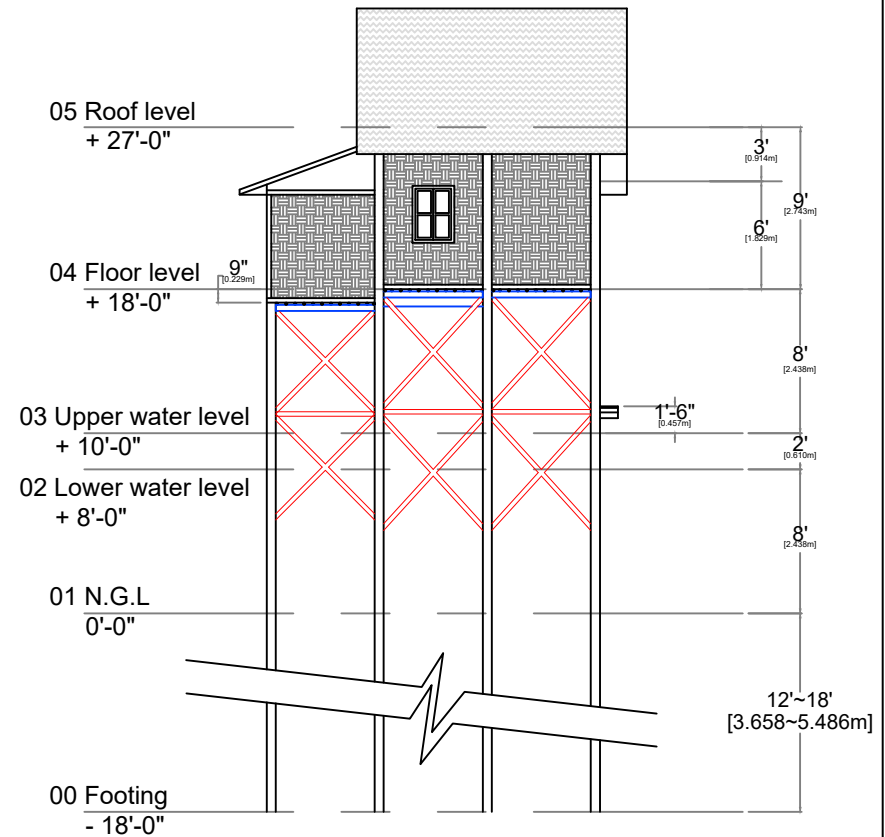 05 Roof level
+ 27'-0"
3'
[0.914m]
9'
[2.743m]
6'
[1.829m]
04 Floor level
+ 18'-0"
9"
[0.229m]
8'
[2.438m]
03 Upper water level
+ 10'-0"
1'-6"
[0.457m]
2'
[0.610m]
02 Lower water level
+ 8'-0"
8'
[2.438m]
01 N.G.L
0'-0"
12'~18'
[3.658~5.486m]
00 Footing
- 18'-0"